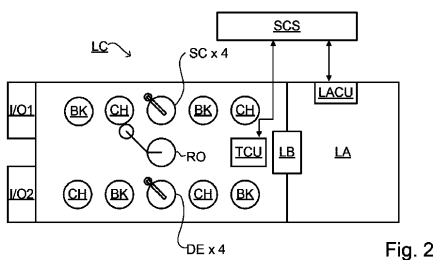 SCS
LC
SC x 4
LACU
I/O1
BK
CH
BK
CH
RO
TCU
LB
LA
I/O2
CH
BK
CH
BK
DE x 4
Fig. 2